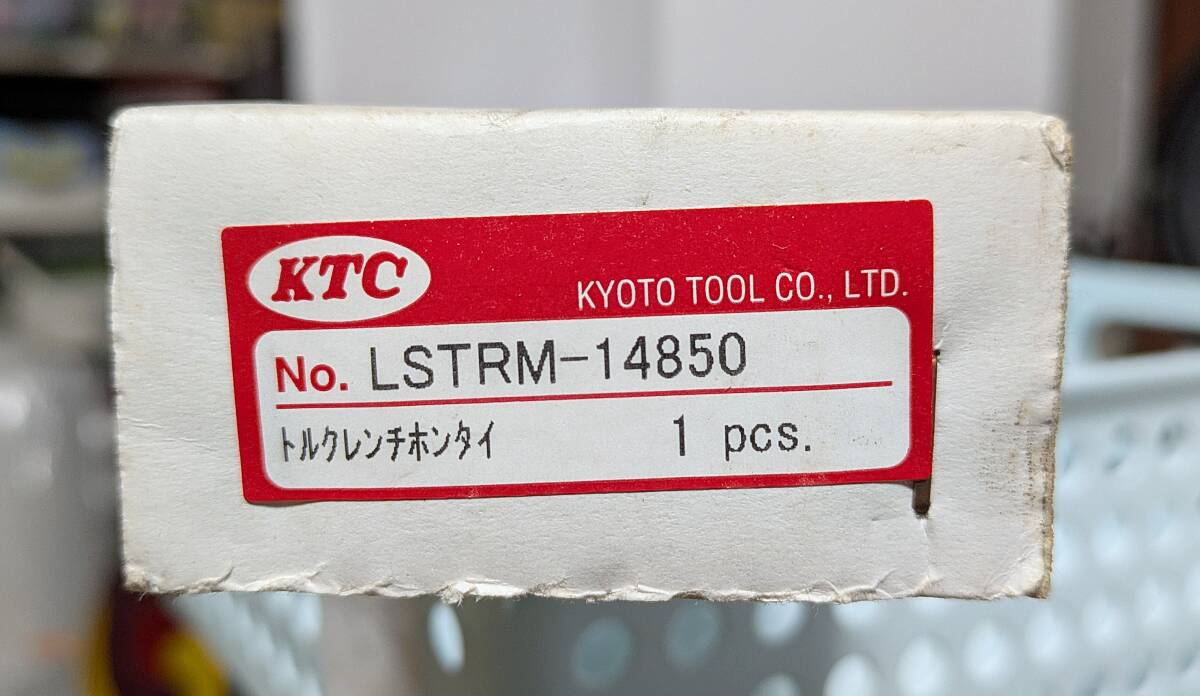 KTC
KYOTO TOOL CO., LTD.
No. LSTRM-14850
ﾄﾙｸﾚﾝﾁﾎﾝﾀｲ 1 pcs.